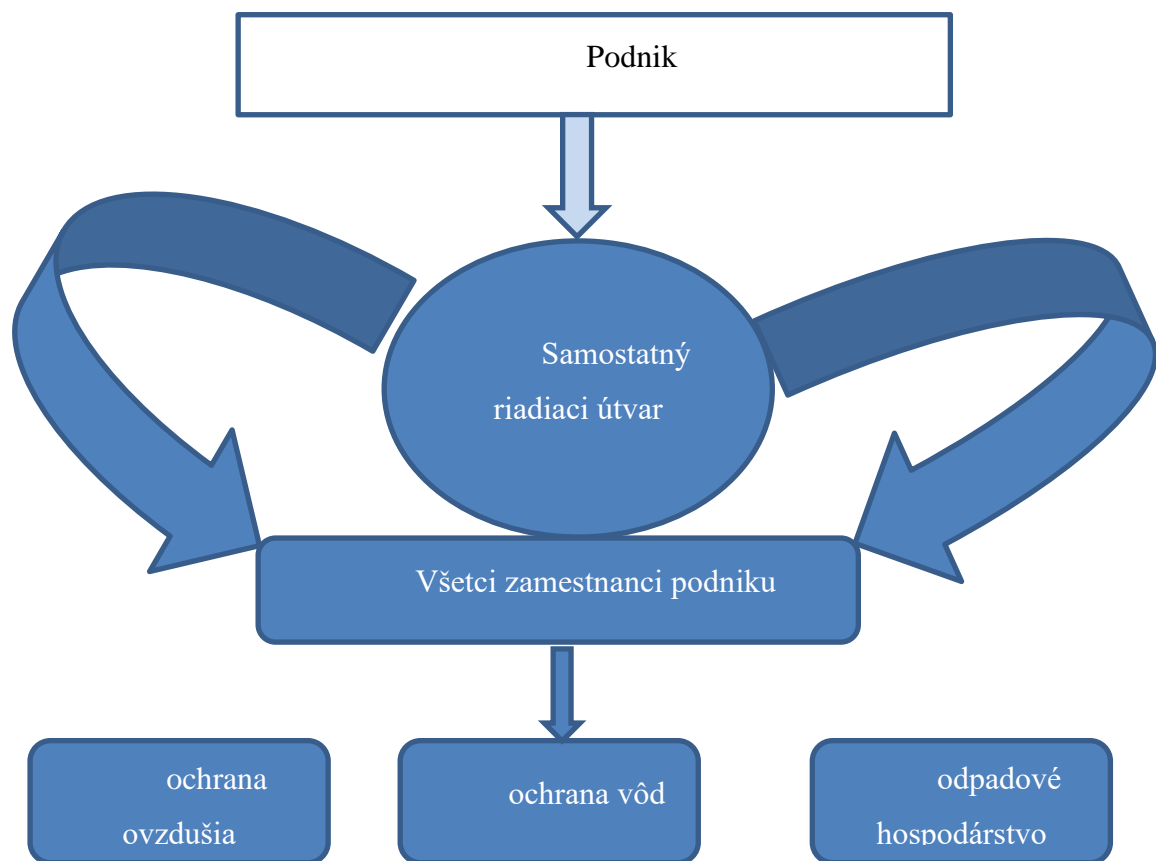 Podnik
Samostatný
riadiaci útvar
Všetci zamestnanci podniku
ochrana
ovzdušia
ochrana vôd
odpadové
hospodárstvo